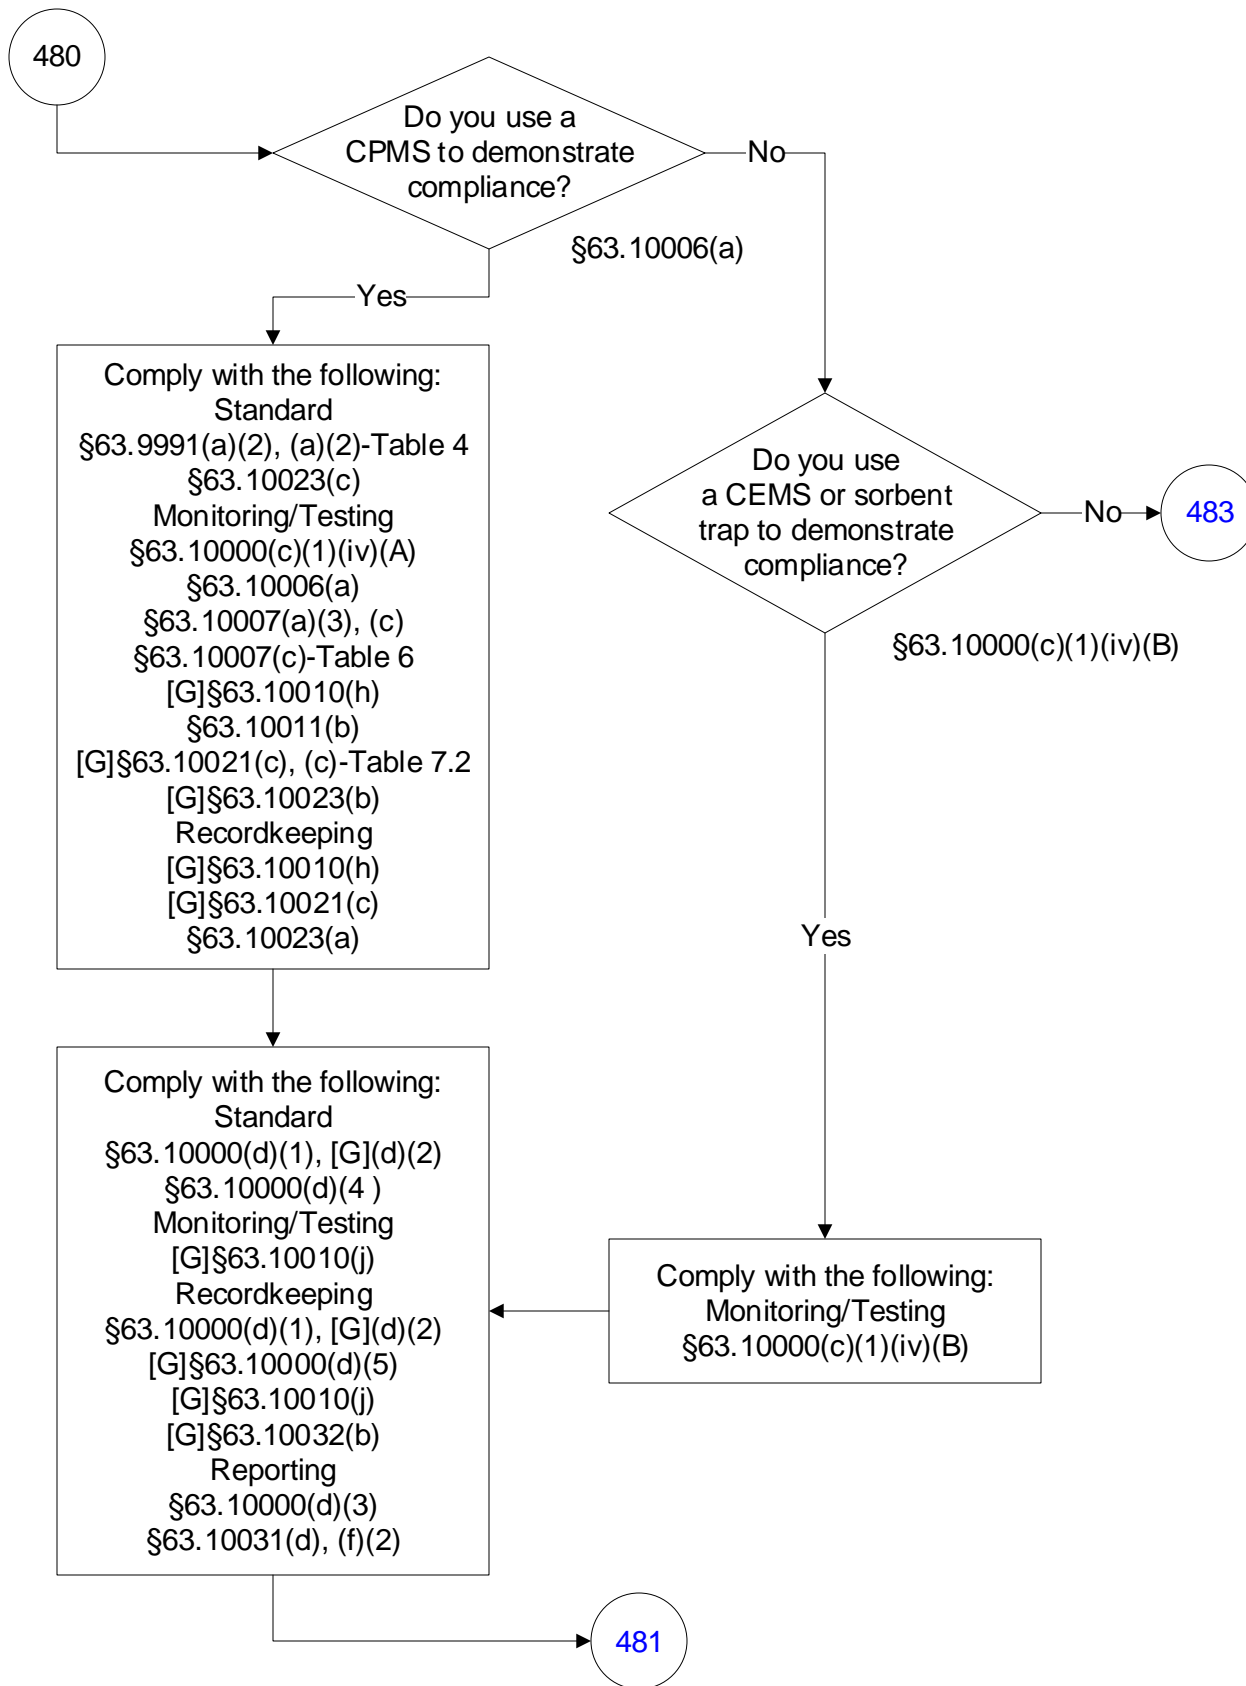 480
Do you use a
CPMS to demonstrate
compliance?
No
§63.10006(a)
Yes
Comply with the following:
Standard
§63.9991(a)(2), (a)(2)-Table 4
§63.10023(c)
Monitoring/Testing
§63.10000(c)(1)(iv)(A)
§63.10006(a)
§63.10007(a)(3), (c)
§63.10007(c)-Table 6
[G]§63.10010(h)
§63.10011(b)
[G]§63.10021(c), (c)-Table 7.2
[G]§63.10023(b)
Recordkeeping
[G]§63.10010(h)
[G]§63.10021(c)
§63.10023(a)
Do you use
a CEMS or sorbent
trap to demonstrate
compliance?
No
483
§63.10000(c)(1)(iv)(B)
Yes
Comply with the following:
Standard
§63.10000(d)(1), [G](d)(2)
§63.10000(d)(4 )
Monitoring/Testing
[G]§63.10010(j)
Recordkeeping
§63.10000(d)(1), [G](d)(2)
[G]§63.10000(d)(5)
[G]§63.10010(j)
[G]§63.10032(b)
Reporting
§63.10000(d)(3)
§63.10031(d), (f)(2)
Comply with the following:
Monitoring/Testing
§63.10000(c)(1)(iv)(B)
481